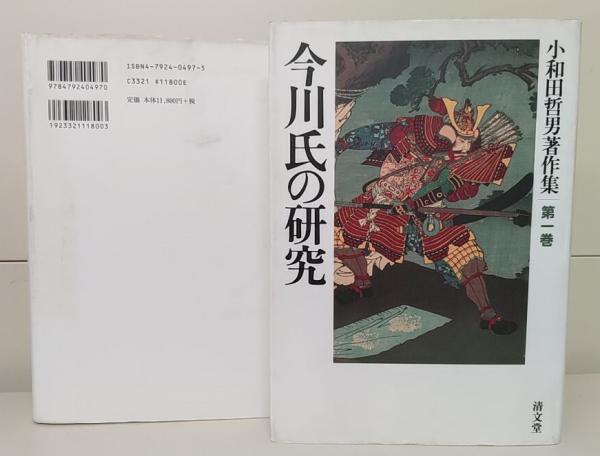 ISBN4-7924-0497-5
C3321 ¥11800E
定価 本体11,800円+税
9784792404970
1923321118003
今川氏の研究
小和田哲男著作集 第一巻
清文堂